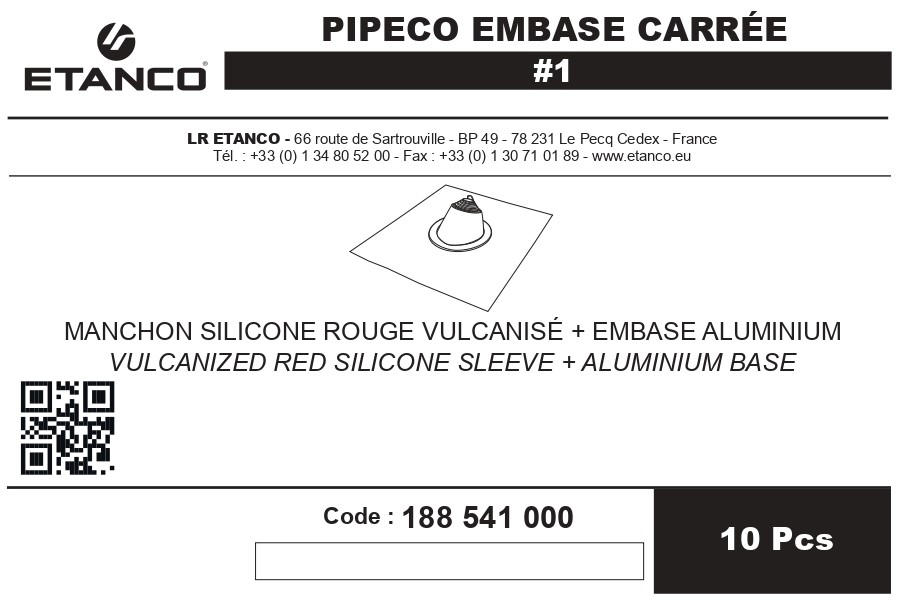 PIPECO EMBASE CARRÉE
ETANCO®
#1
LR ETANCO - 66 route de Sartrouville - BP 49 - 78 231 Le Pecq Cedex - France
Tél. : +33 (0) 1 34 80 52 00 - Fax : +33 (0) 1 30 71 01 89 - www.etanco.eu
MANCHON SILICONE ROUGE VULCANISÉ + EMBASE ALUMINIUM
VULCANIZED RED SILICONE SLEEVE + ALUMINIUM BASE
Code : 188 541 000
10 Pcs